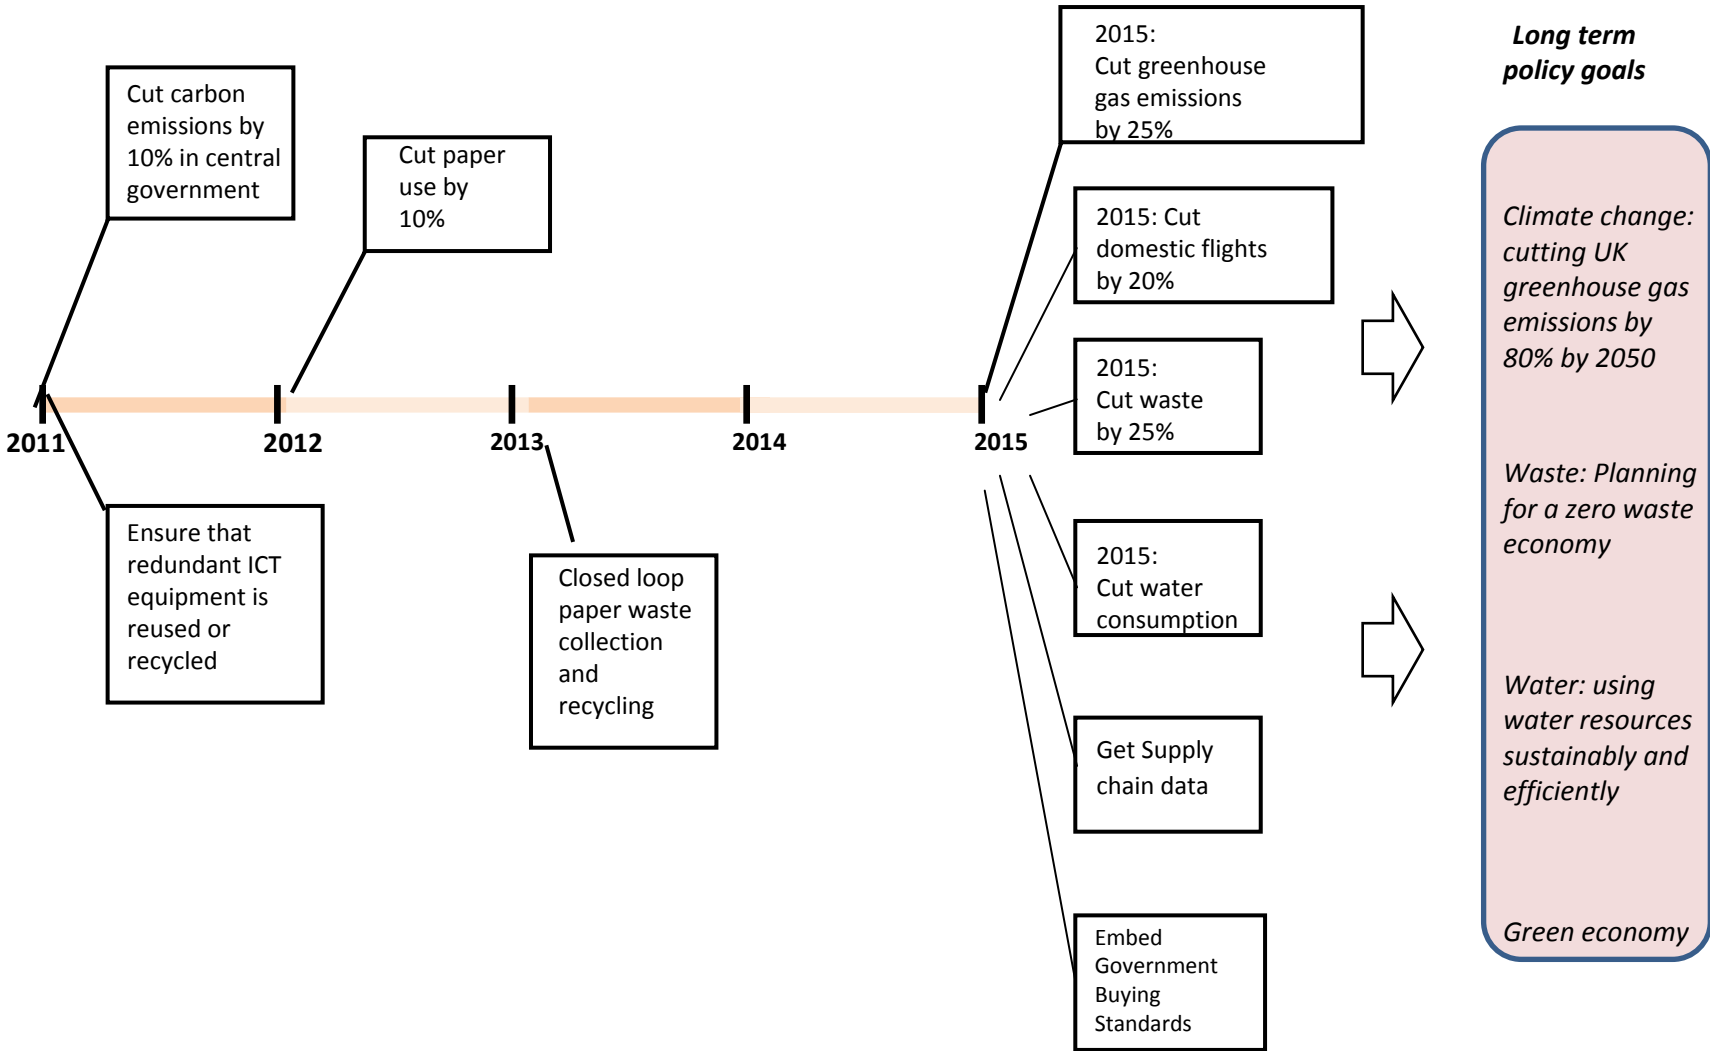 Cut carbon
emissions by
10% in central
government
Cut paper
use by
10%
2015:
Cut greenhouse
gas emissions
by 25%
2015: Cut
domestic flights
by 20%
2015:
Cut waste
by 25%
2011
2012
2013
2014
2015
Ensure that
redundant ICT
equipment is
reused or
recycled
Closed loop
paper waste
collection
and
recycling
2015:
Cut water
consumption
Get Supply
chain data
Embed
Government
Buying
Standards
Long term
policy goals
Climate change:
cutting UK
greenhouse gas
emissions by
80% by 2050
Waste: Planning
for a zero waste
economy
Water: using
water resources
sustainably and
efficiently
Green economy